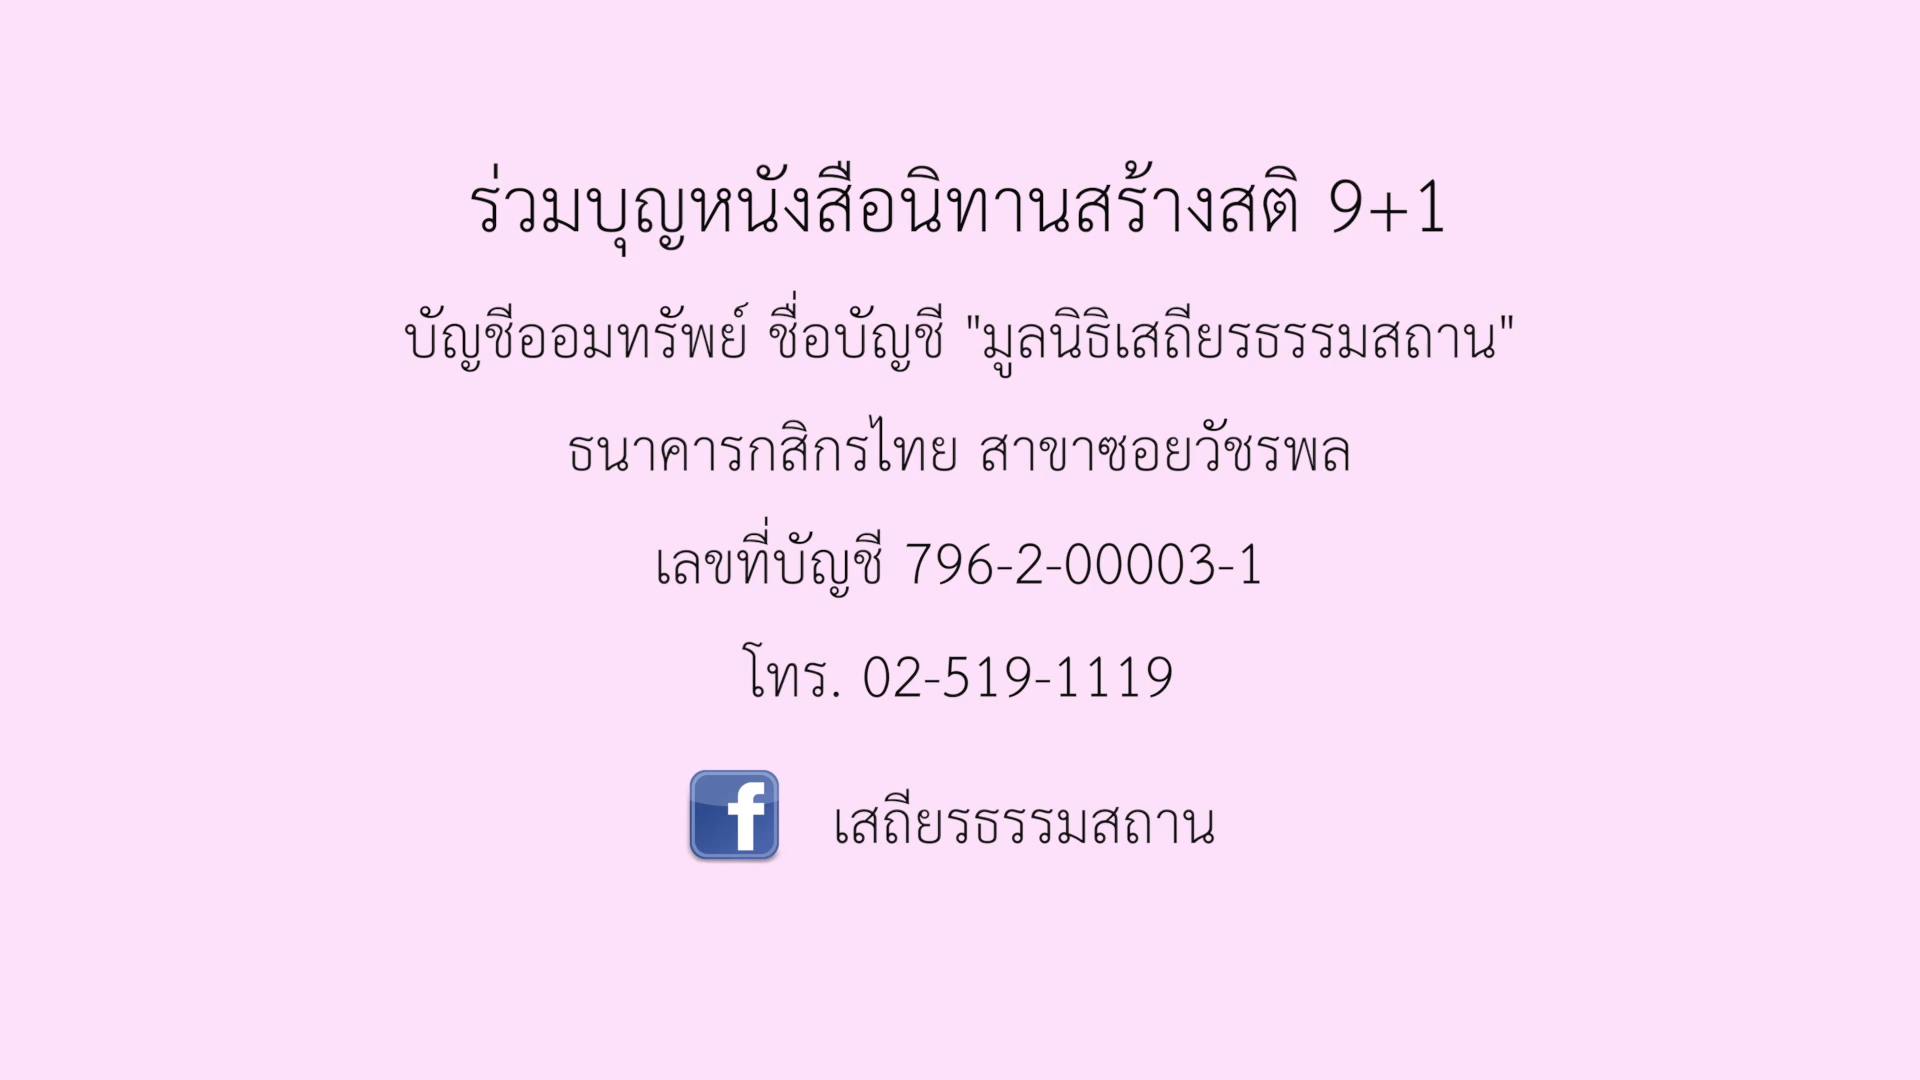 ร่วมบุญหนังสือนิทานสร้างสติ 9+1
บัญชีออมทรัพย์ ชื่อบัญชี "มูลนิธิเสถียรธรรมสถาน"
ธนาคารกสิกรไทย สาขาซอยวัชรพล
เลขที่บัญชี 796-2-00003-1
โทร. 02-519-1119
f เสถียรธรรมสถาน